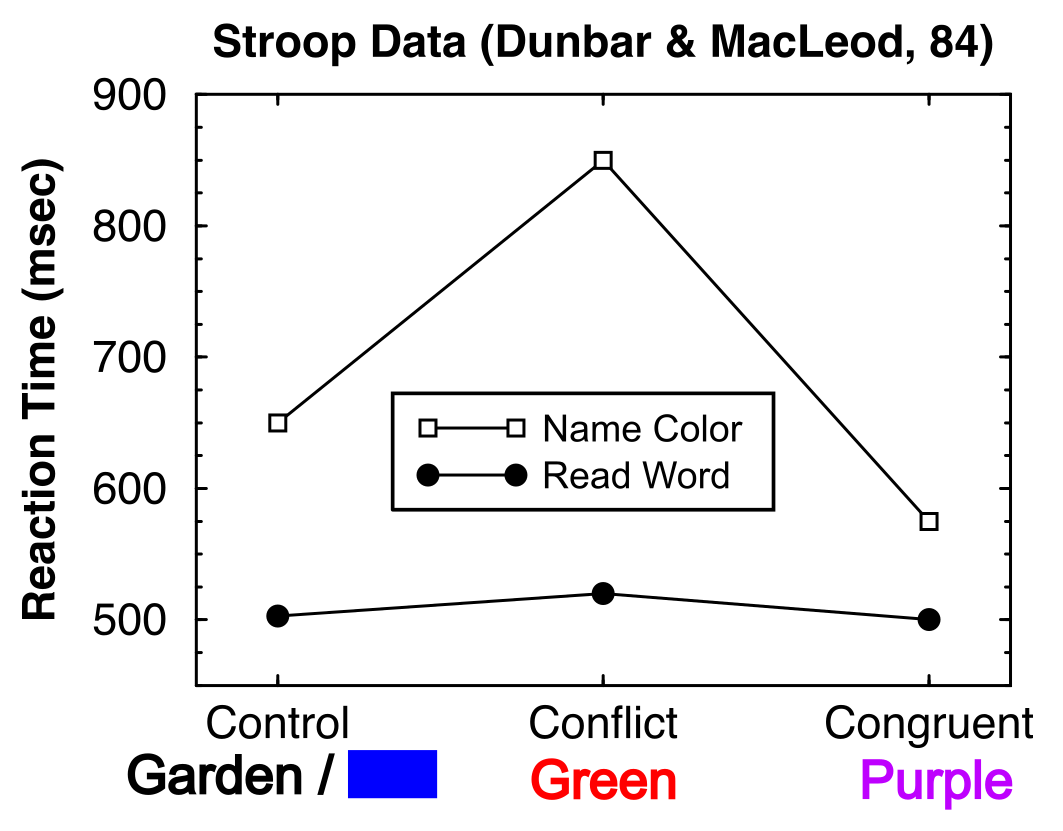 Stroop Data (Dunbar & MacLeod, 84)
900
800
700
600
500
Reaction Time (msec)
Name Color
Read Word
Control Conflict Congruent
Garden / Green Purple